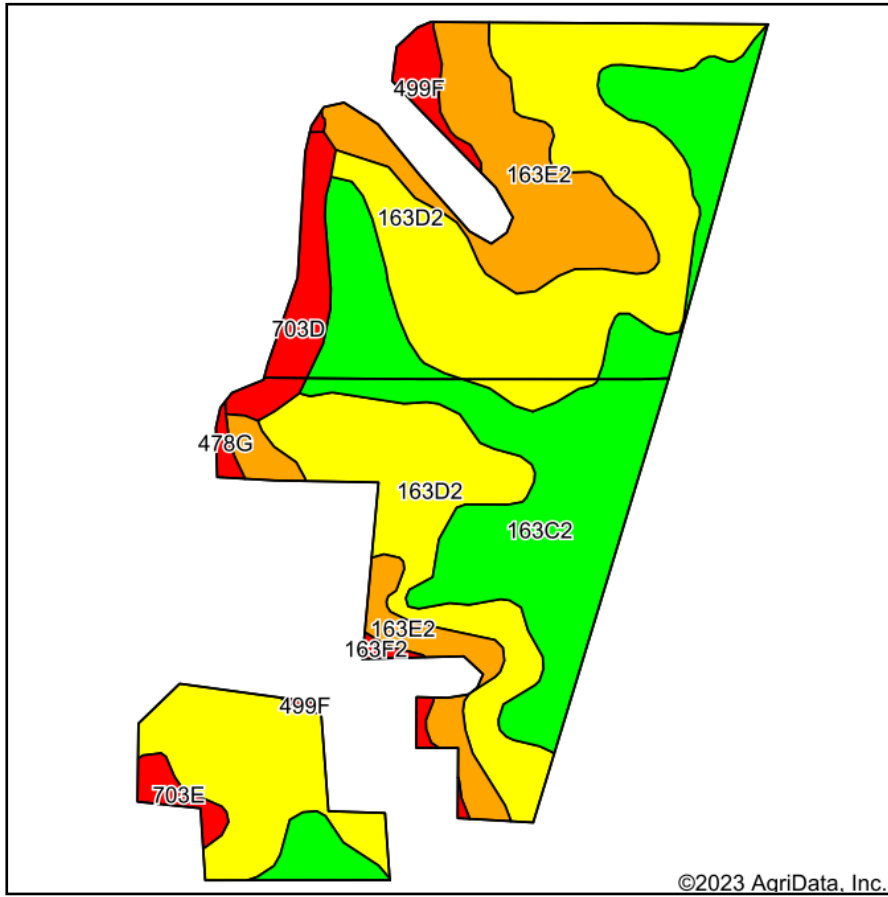 499F
163E2
163D2
703D
478G
163D2
163C2
163E2
163F2
499F
703E
©2023 AgriData, Inc.